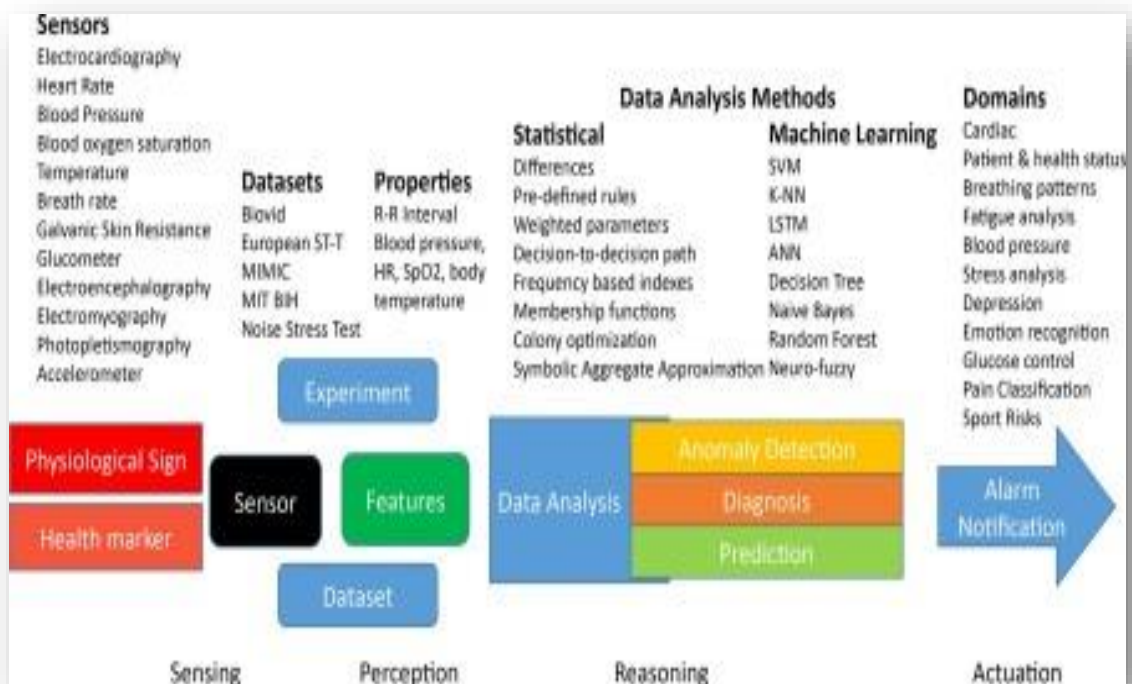 Sensors
Electrocardiography
Heart Rate
Blood Pressure
Blood oxygen saturation
Temperature
Breath rate
Galvanic Skin Resistance
Glucometer
Electroencephalography
Electromyography
Photopletismography
Accelerometer
Datasets
Biovid
European ST-T
MIMIC
MIT BIH
Noise Stress Test
Properties
R-R Interval
Blood pressure,
HR, SpO2, body
temperature
Data Analysis Methods
Statistical
Differences
Pre-defined rules
Weighted parameters
Decision-to-decision path
Frequency based indexes
Membership functions
Colony optimization
Symbolic Aggregate Approximation
Machine Learning
SVM
K-NN
LSTM
ANN
Decision Tree
Naive Bayes
Random Forest
Neuro-fuzzy
Domains
Cardiac
Patient & health status
Breathing patterns
Fatigue analysis
Blood pressure
Stress analysis
Depression
Emotion recognition
Glucose control
Pain Classification
Sport Risks
Physiological Sign
Health marker
Sensor
Experiment
Features
Dataset
Data Analysis
Anomaly Detection
Diagnosis
Prediction
Alarm
Notification
Sensing
Perception
Reasoning
Actuation